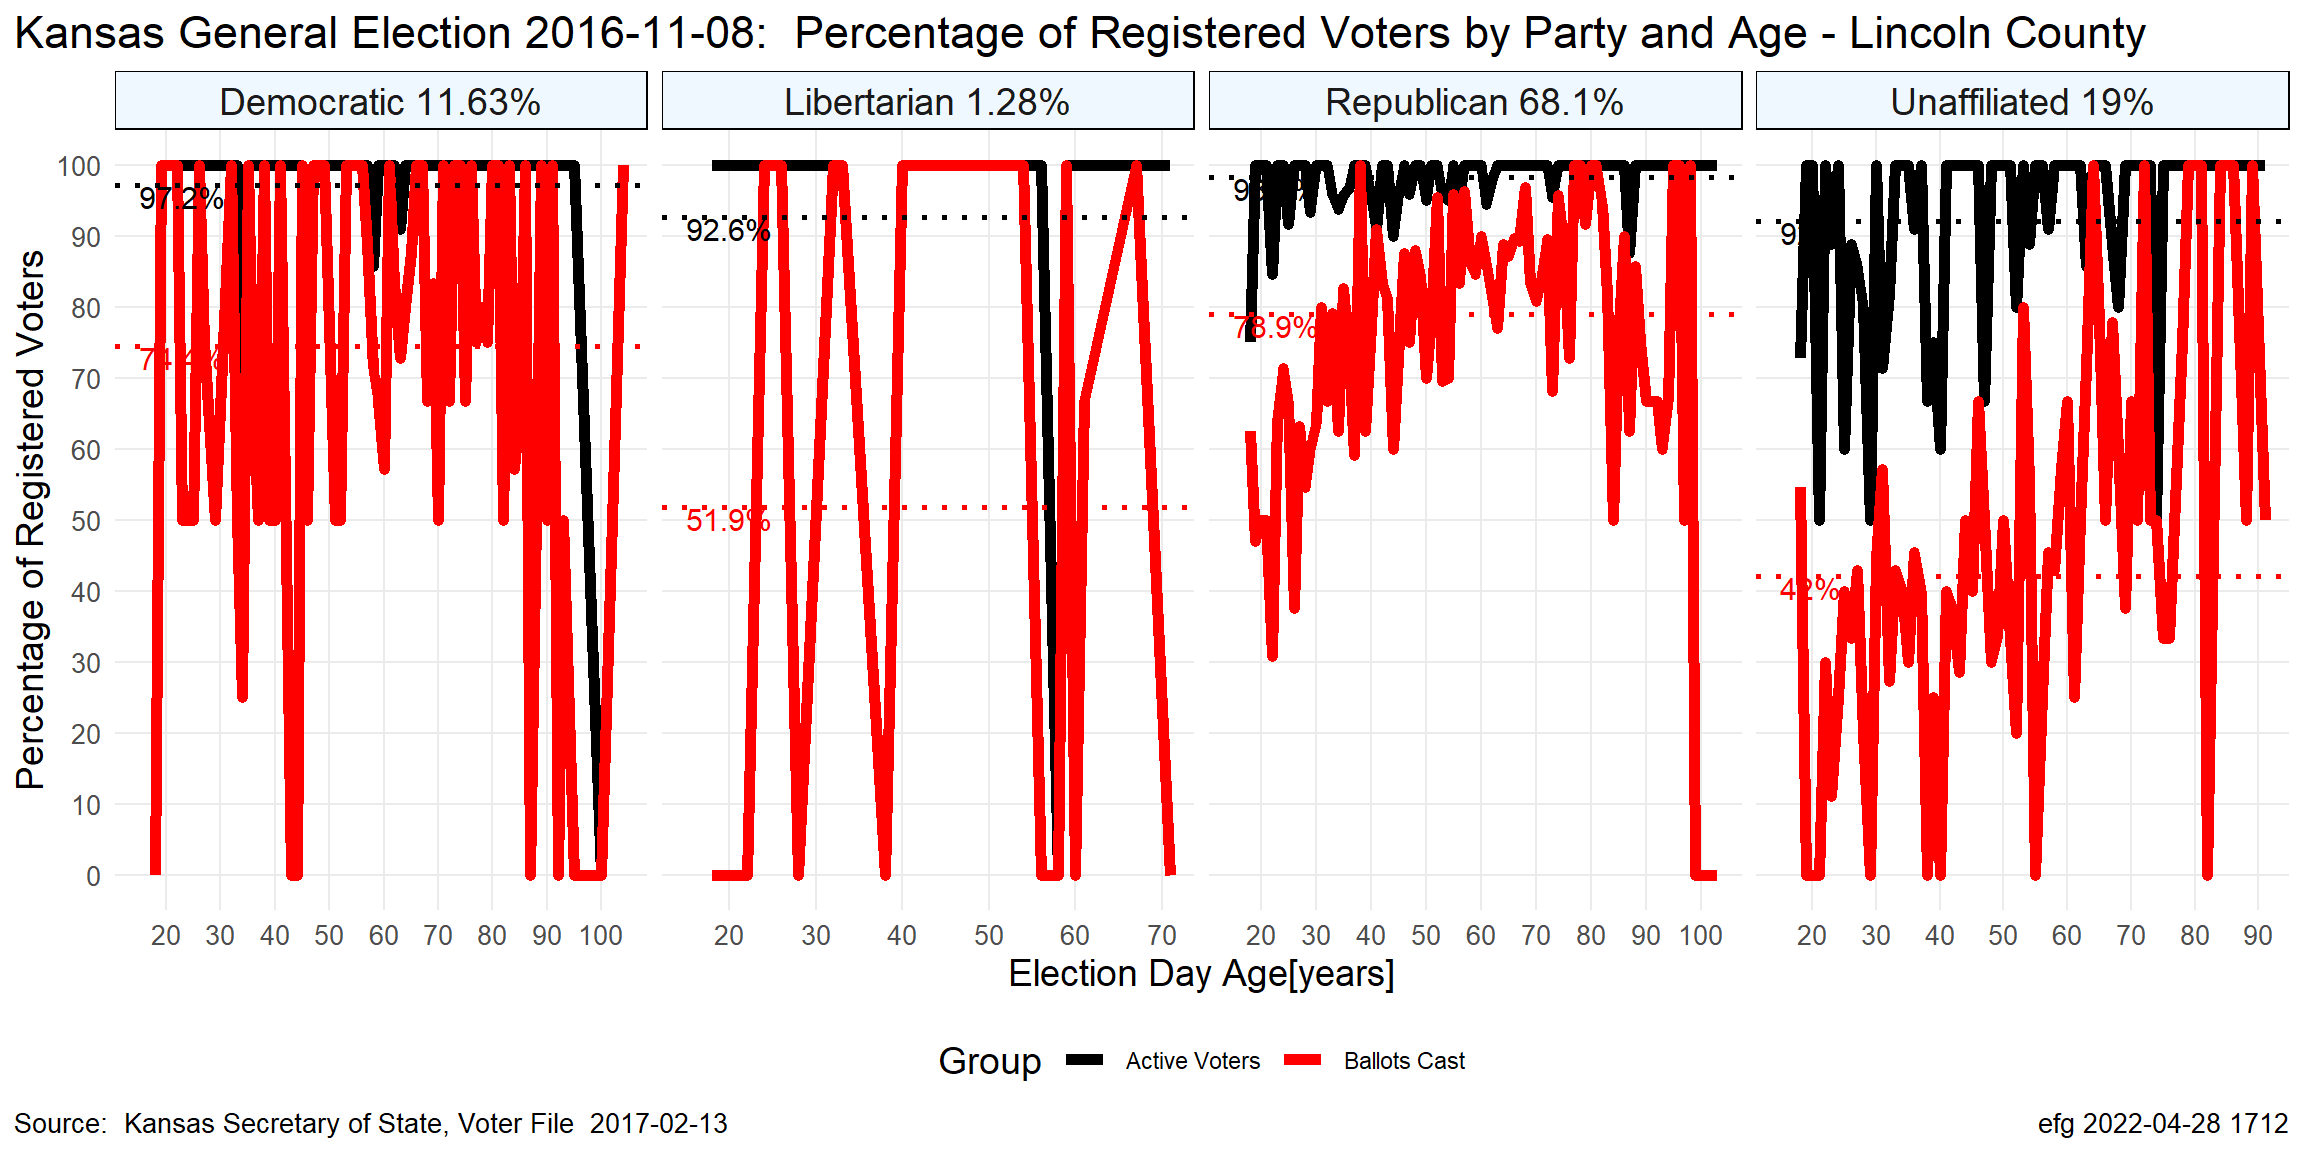 Kansas General Election 2016-11-08:  Percentage of Registered Voters by Party and Age - Lincoln County
Democratic 11.63%
Libertarian 1.28%
Republican 68.1%
Unaffiliated 19%
Percentage of Registered Voters
100
90
80
70
60
50
40
30
20
10
0
97.2%
74.4%
92.6%
51.9%
78.9%
42%
20 30 40 50 60 70 80 90 100
20 30 40 50 60 70
20 30 40 50 60 70 80 90 100
20 30 40 50 60 70 80 90
Election Day Age[years]
Group Active Voters Ballots Cast
Source:  Kansas Secretary of State, Voter File  2017-02-13
efg 2022-04-28 1712